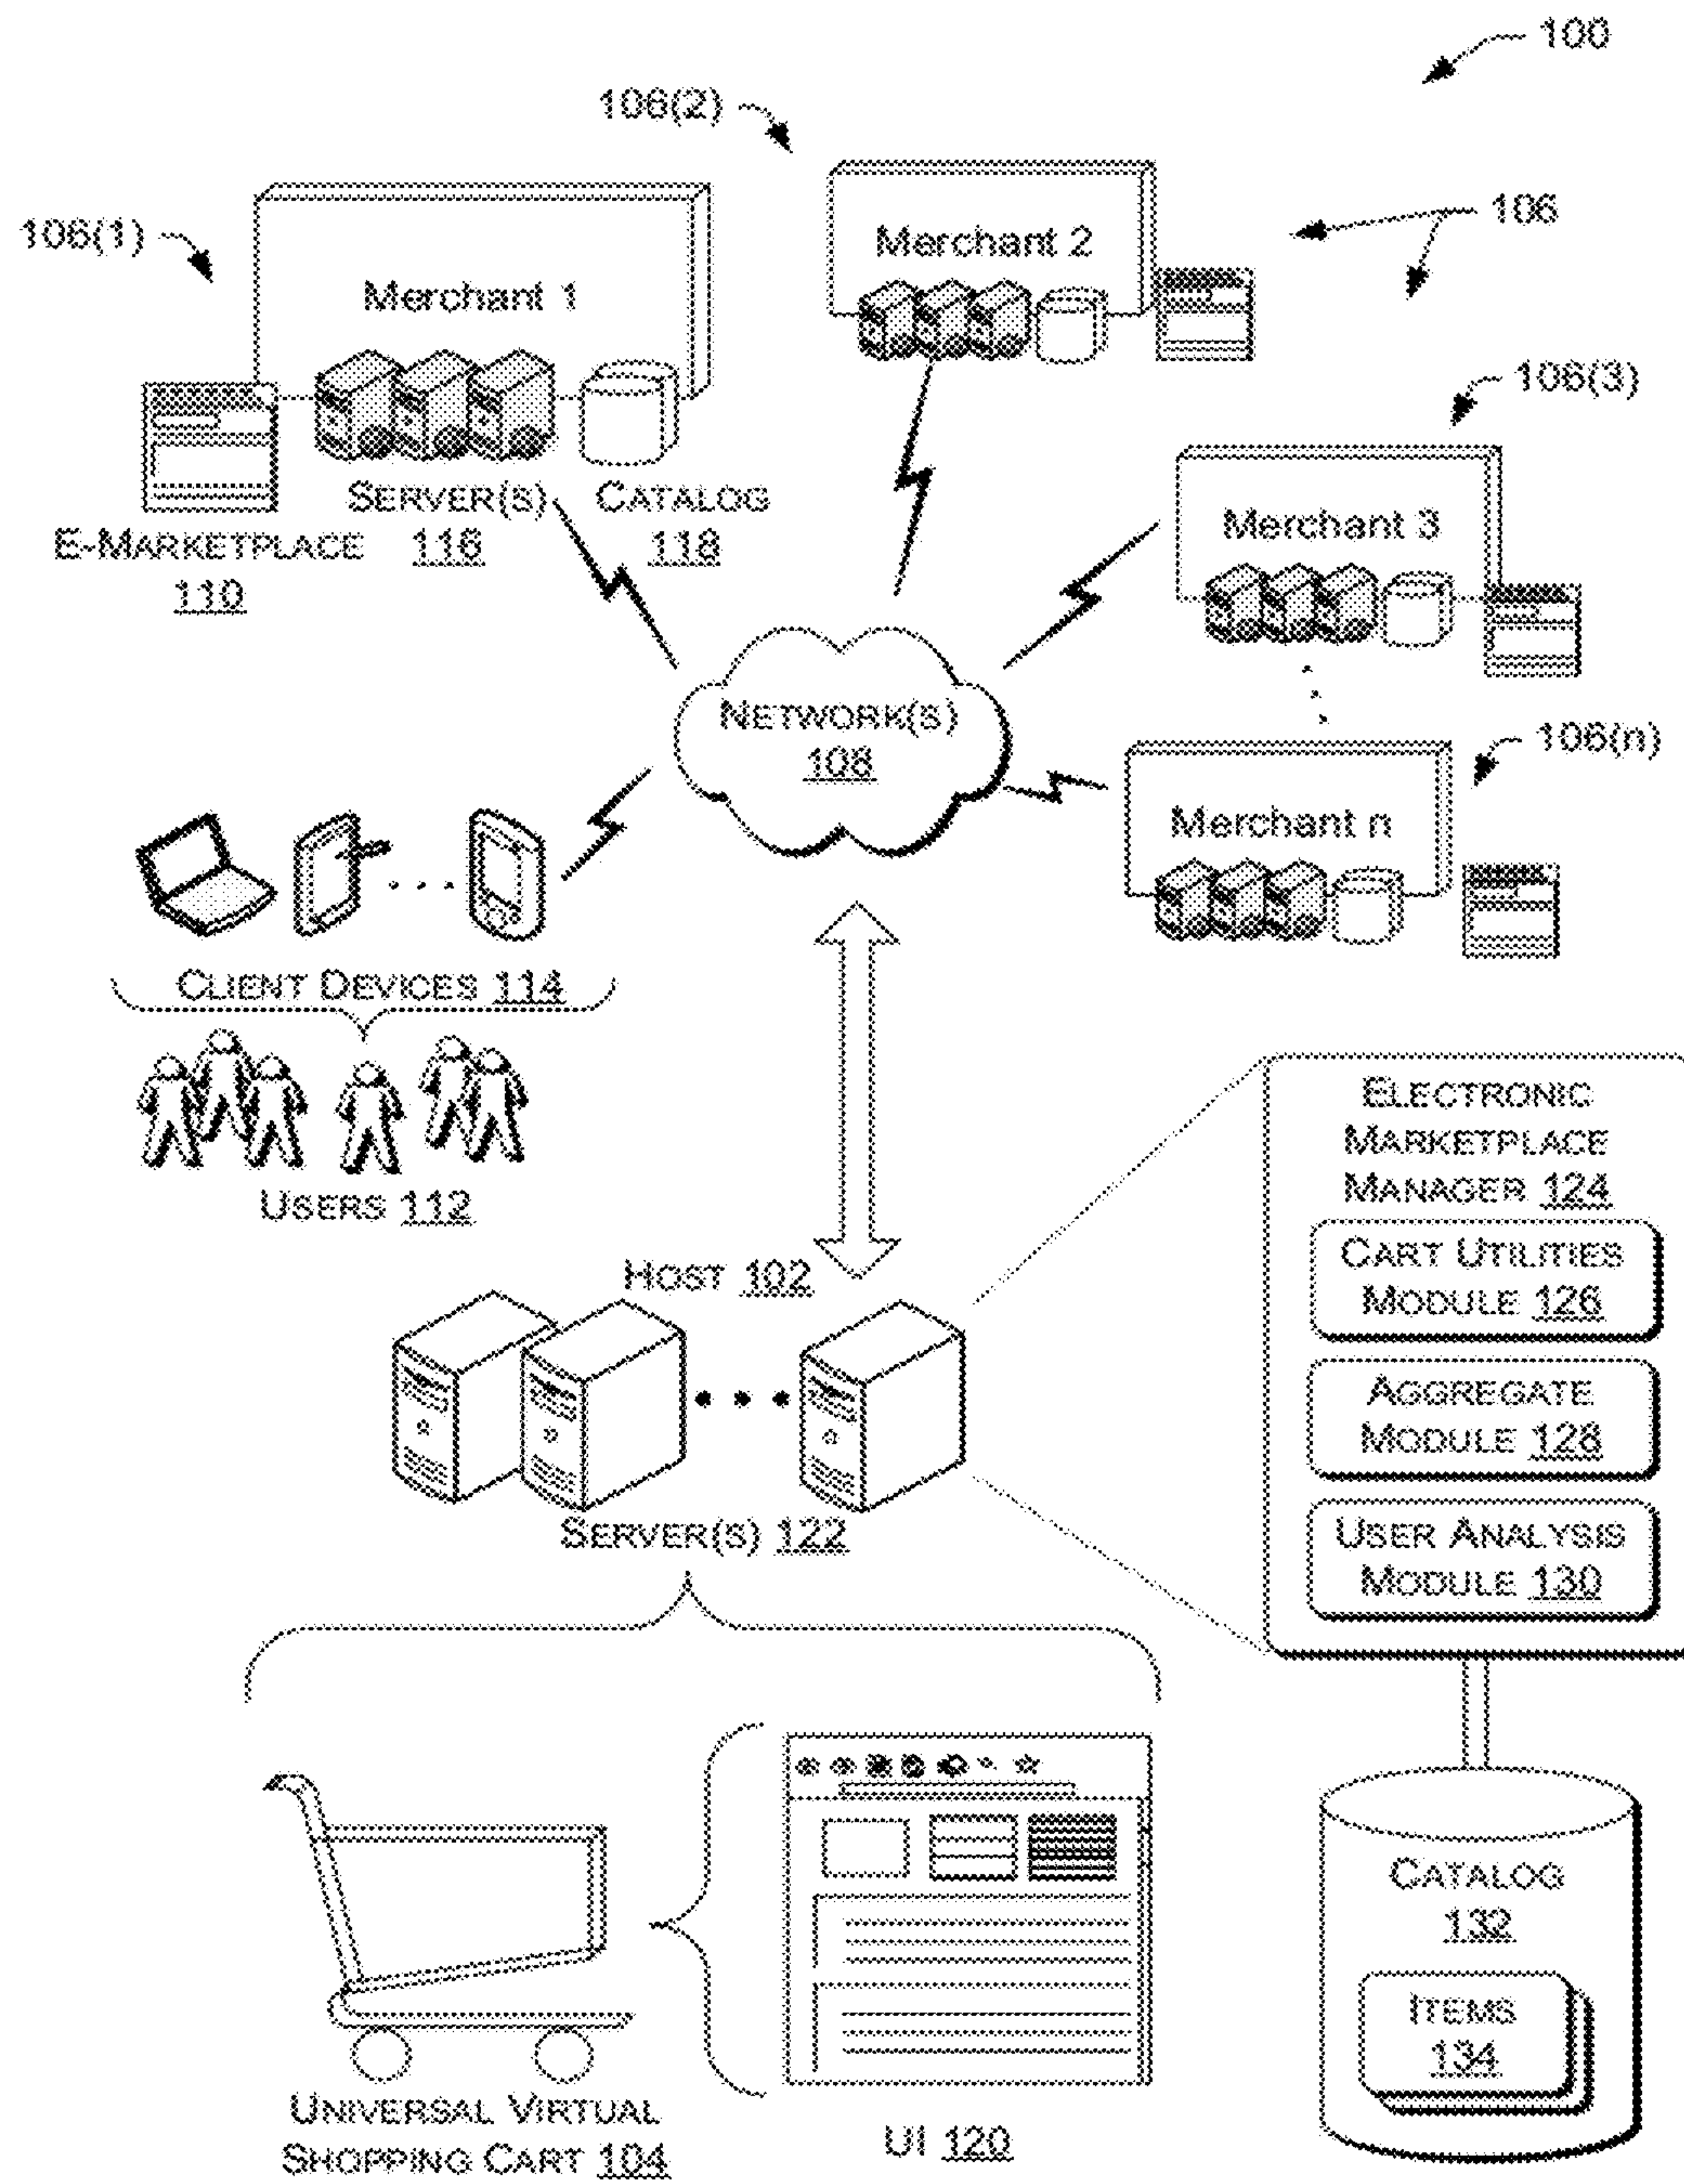 100
106(2)
106(1)
Merchant 1
Merchant 2
106
106(3)
SERVER(S)
116
CATALOG
118
E-MARKETPLACE
110
Merchant 3
NETWORK(S)
108
106(n)
Merchant n
CLIENT DEVICES 114
USERS 112
HOST 102
SERVER(S) 122
ELECTRONIC
MARKETPLACE
MANAGER 124
CART UTILITIES
MODULE 126
AGGREGATE
MODULE 128
USER ANALYSIS
MODULE 130
UNIVERSAL VIRTUAL
SHOPPING CART 104
UI 120
CATALOG
132
ITEMS
134